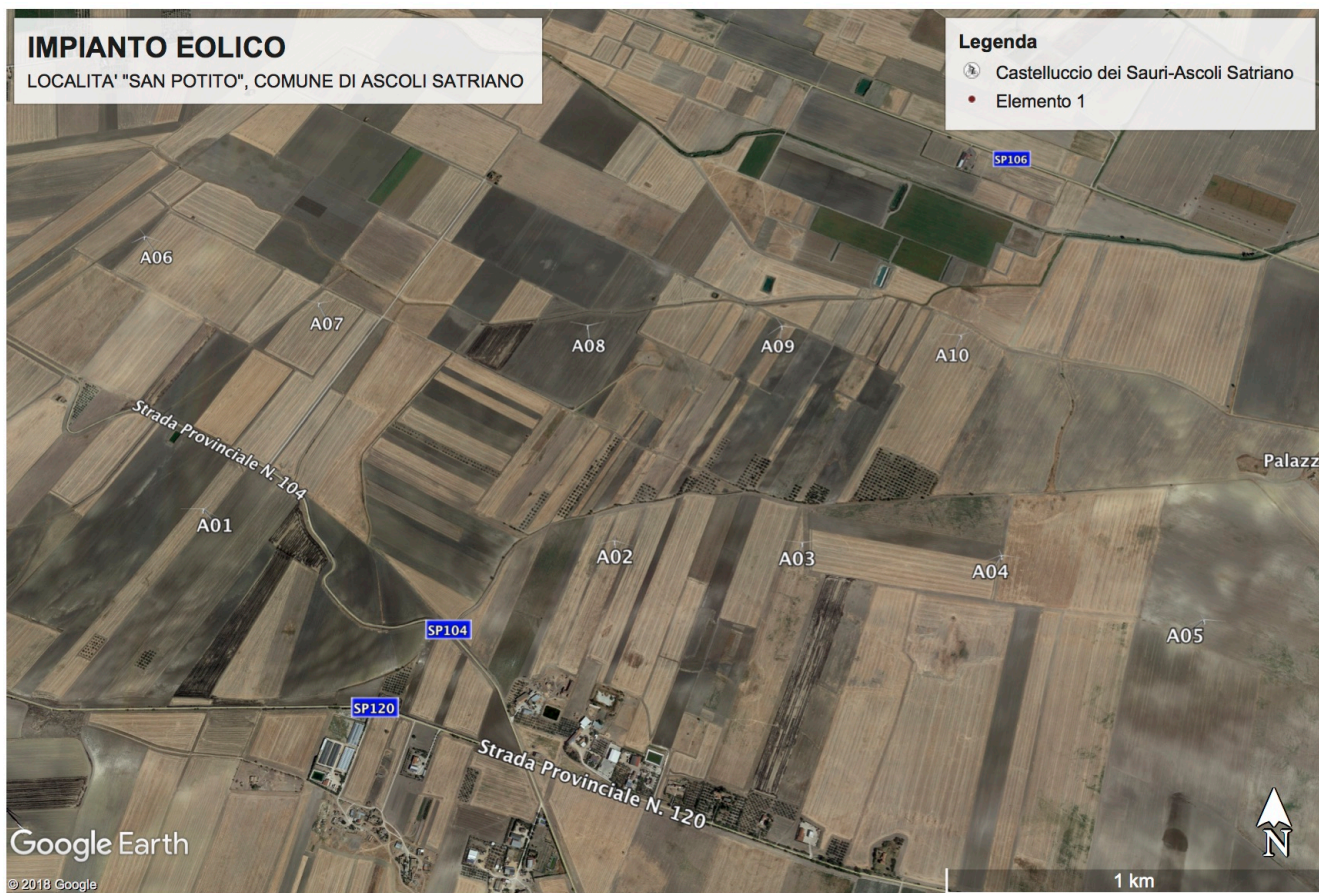 IMPIANTO EOLICO
LOCALITA' "SAN POTITO", COMUNE DI ASCOLI SATRIANO
Legenda
Castelluccio dei Sauri-Ascoli Satriano
Elemento 1
SP106
A06
A07
A08
A09
A10
Strada Provinciale N. 104
Palazz
A01
A02
A03
A04
A05
SP104
SP120
Strada Provinciale N. 120
Google Earth
N
© 2018 Google
1 km